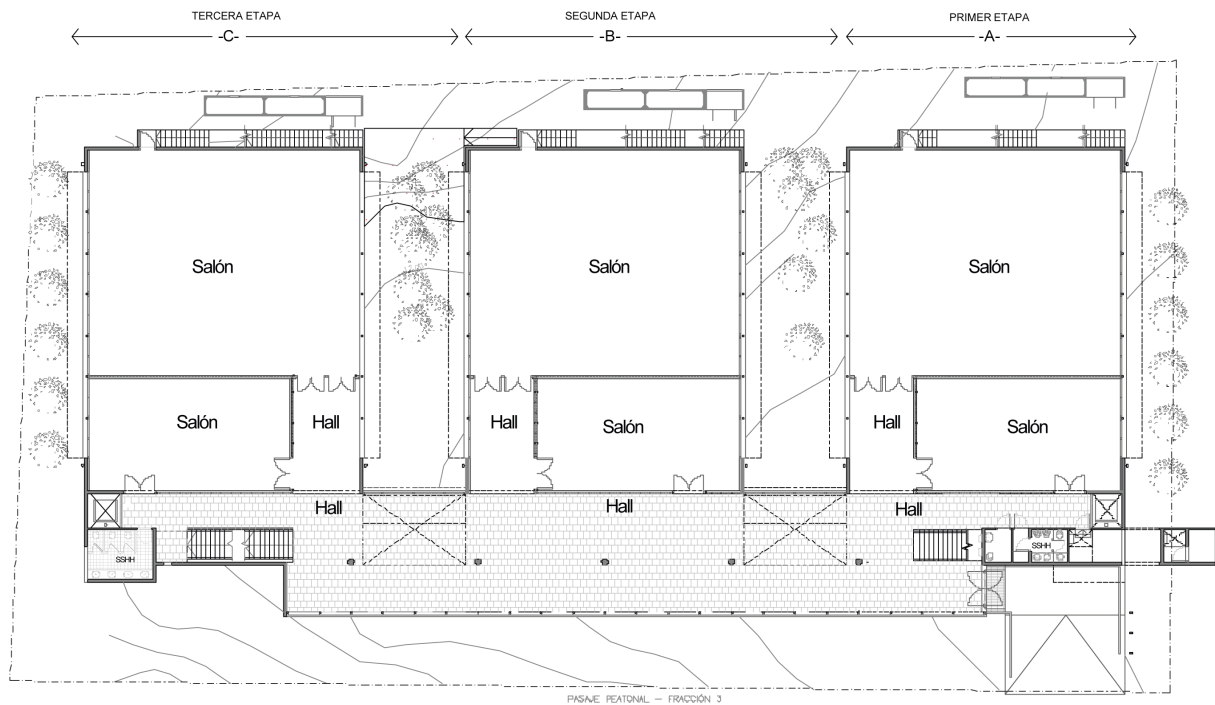 TERCERA ETAPA
-C-
SEGUNDA ETAPA
-B-
PRIMER ETAPA
-A-
Salón
Salón
Salón
Salón
Hall
Hall
Salón
Hall
Salón
Hall
Hall
Hall
SSHH
SSHH
PASAJE PEATONAL – FRACCIÓN 3